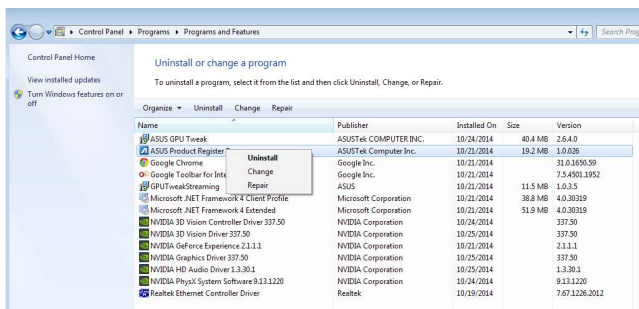 Control Panel ▸ Programs ▸ Programs and Features
Search Prog
Control Panel Home
View installed updates
Turn Windows features on or off
Uninstall or change a program
To uninstall a program, select it from the list and then click Uninstall, Change, or Repair.
Organize Uninstall Change Repair
Name Publisher Installed On Size Version
ASUS GPU Tweak ASUSTek COMPUTER INC. 10/24/2014 40.4 MB 2.6.4.0
ASUS Product Register ASUSTek Computer Inc. 10/21/2014 19.2 MB 1.0.026
Google Chrome Google Inc. 10/21/2014 31.0.1650.59
Google Toolbar for Inte Google Inc. 10/21/2014 7.5.4501.1952
GPUTweakStreaming ASUS 10/21/2014 11.5 MB 1.0.3.5
Microsoft .NET Framework 4 Client Profile Microsoft Corporation 10/21/2014 38.8 MB 4.0.30319
Microsoft .NET Framework 4 Extended Microsoft Corporation 10/21/2014 51.9 MB 4.0.30319
NVIDIA 3D Vision Controller Driver 337.50 NVIDIA Corporation 10/24/2014 337.50
NVIDIA 3D Vision Driver 337.50 NVIDIA Corporation 10/25/2014 337.50
NVIDIA GeForce Experience 2.1.1.1 NVIDIA Corporation 10/21/2014 2.1.1.1
NVIDIA Graphics Driver 337.50 NVIDIA Corporation 10/25/2014 337.50
NVIDIA HD Audio Driver 1.3.30.1 NVIDIA Corporation 10/25/2014 1.3.30.1
NVIDIA PhysX System Software 9.13.1220 NVIDIA Corporation 10/24/2014 9.13.1220
Realtek Ethernet Controller Driver Realtek 10/19/2014 7.67.1226.2012
Uninstall
Change
Repair